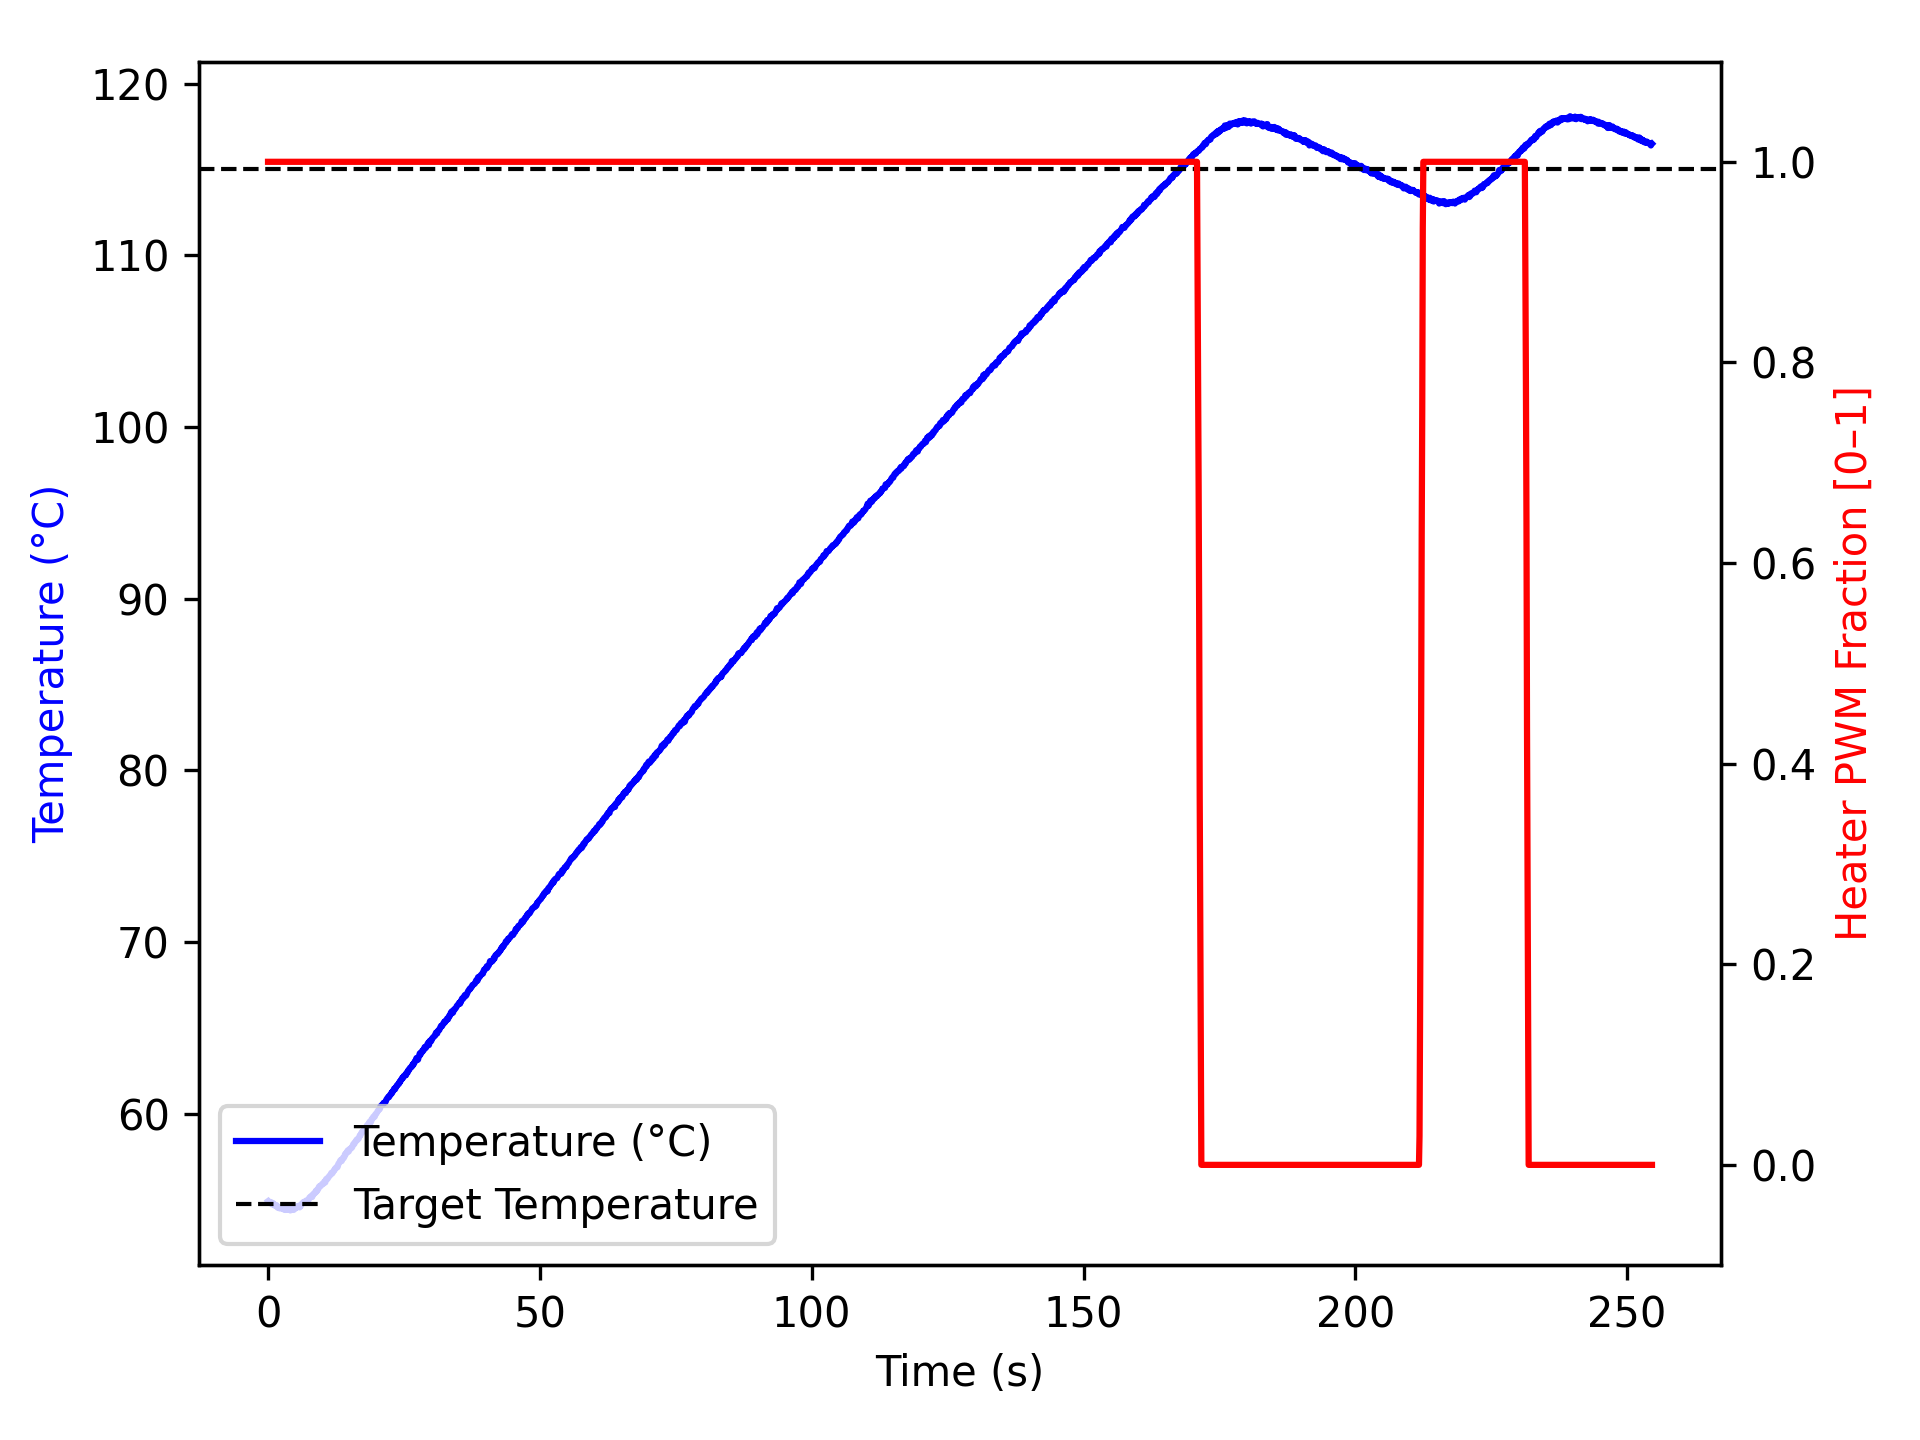 120
110
100
90
80
70
60
Temperature (°C)
1.0
0.8
0.6
0.4
0.2
0.0
Heater PWM Fraction [0–1]
Temperature (°C)
Target Temperature
0 50 100 150 200 250
Time (s)